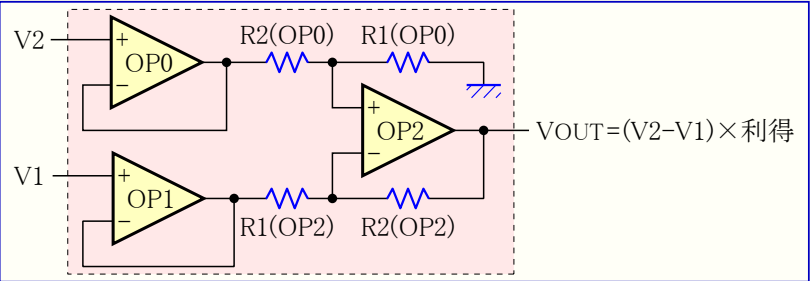 V2
+
−
OP0
R2(OP0)
R1(OP0)
+
−
OP2
VOUT=(V2-V1)×利得
V1
+
−
OP1
R1(OP2)
R2(OP2)